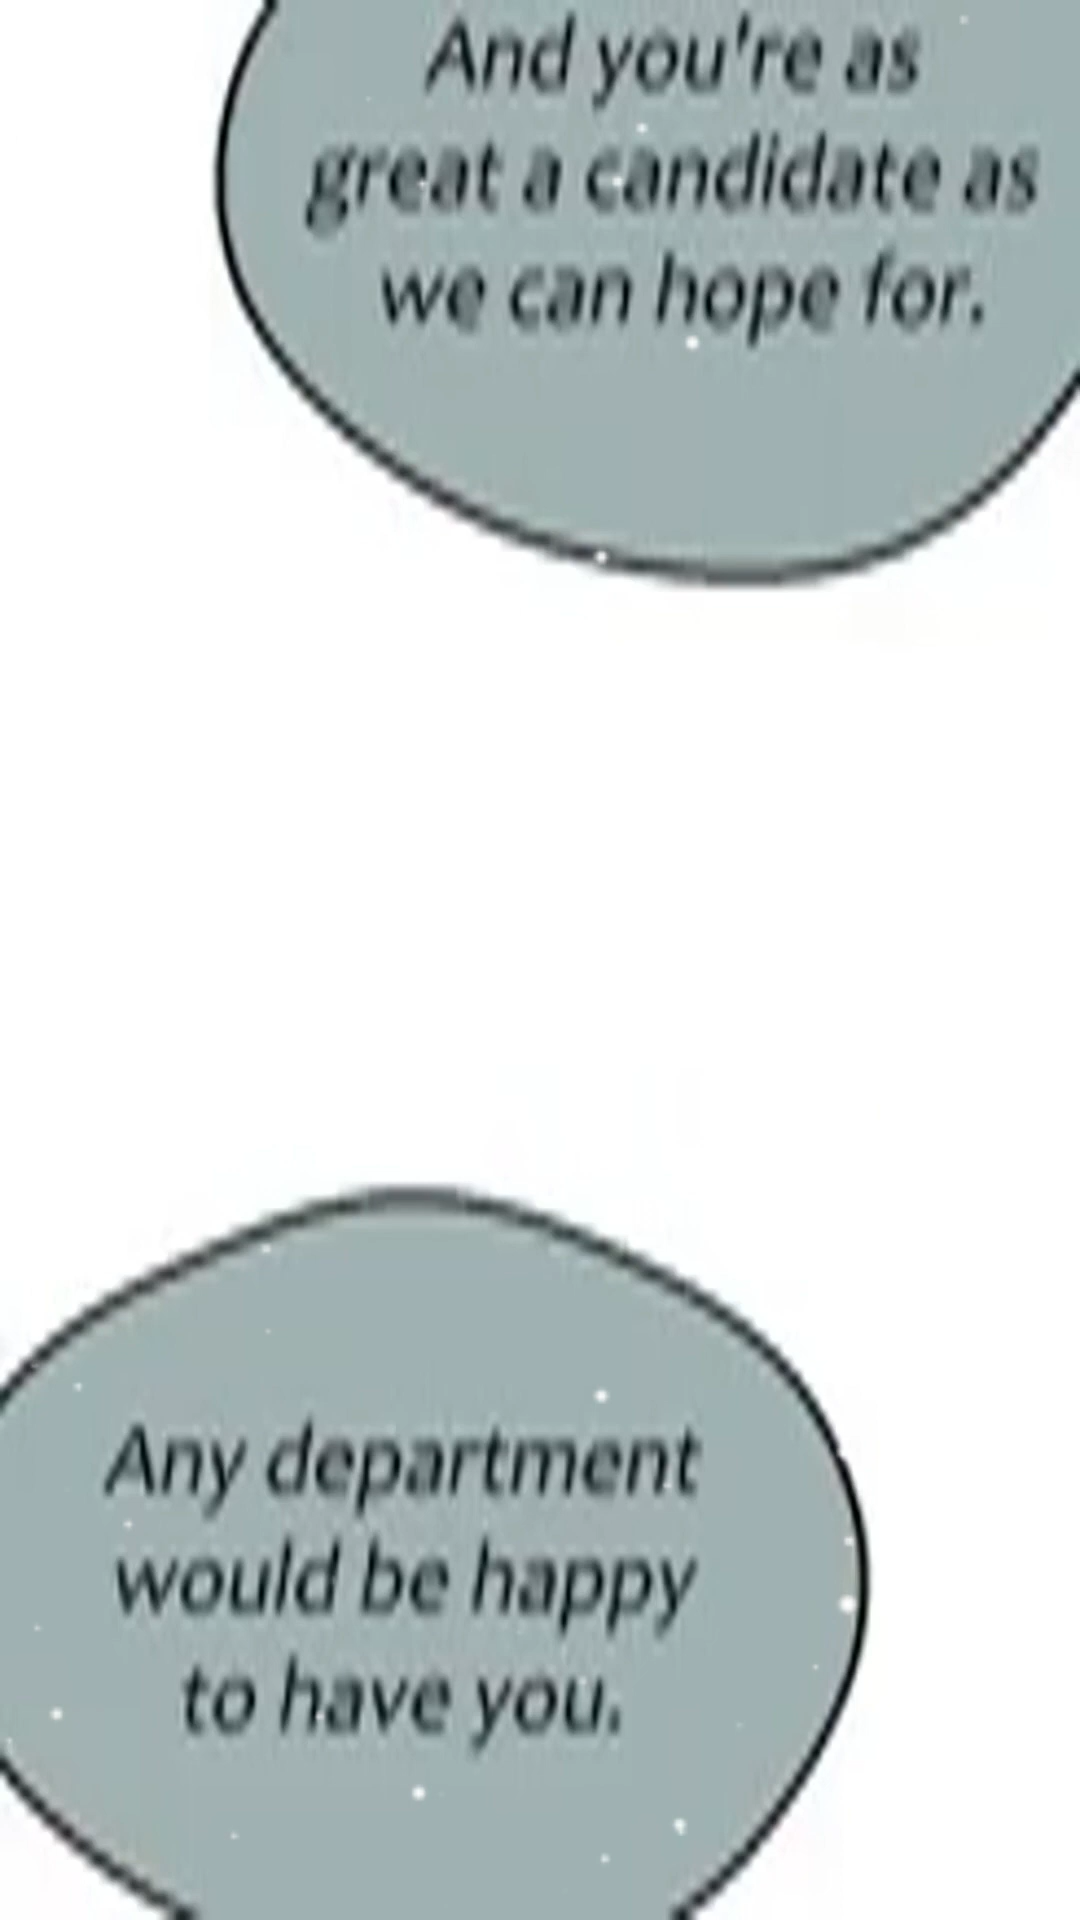 And you're as
great a candidate as
we can hope for.
Any department
would be happy
to have you.